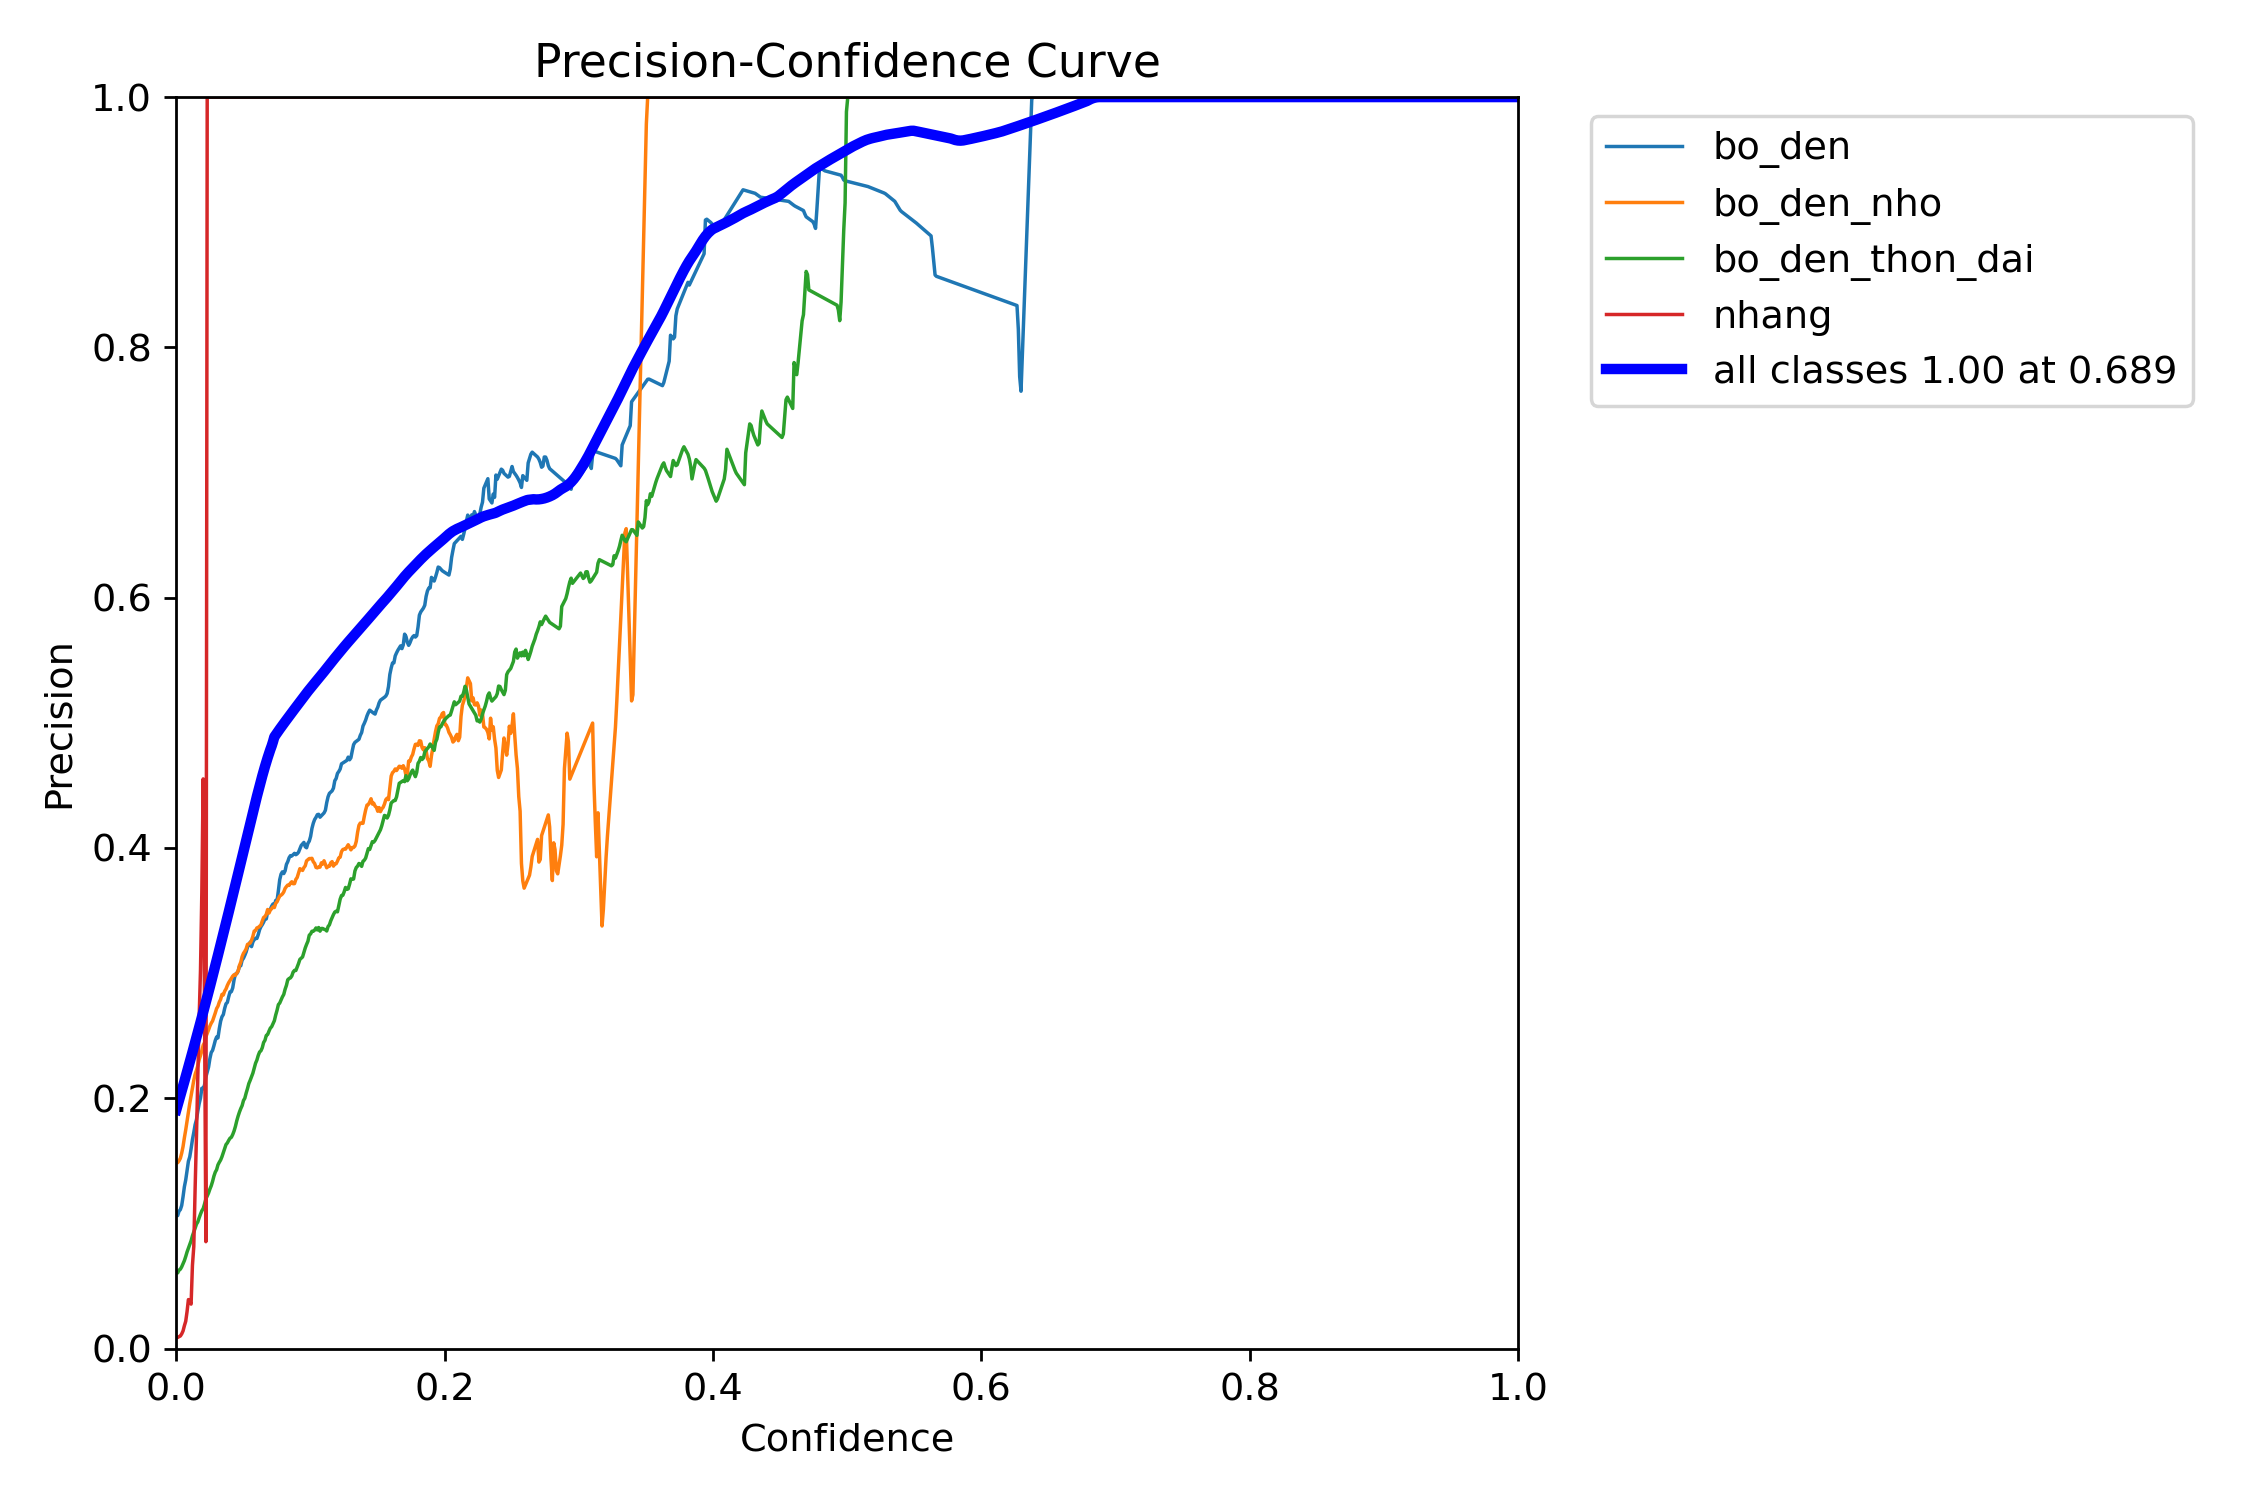 Precision-Confidence Curve
1.0
0.8
0.6
0.4
0.2
0.0
Precision
0.0 0.2 0.4 0.6 0.8 1.0
Confidence
bo_den
bo_den_nho
bo_den_thon_dai
nhang
all classes 1.00 at 0.689